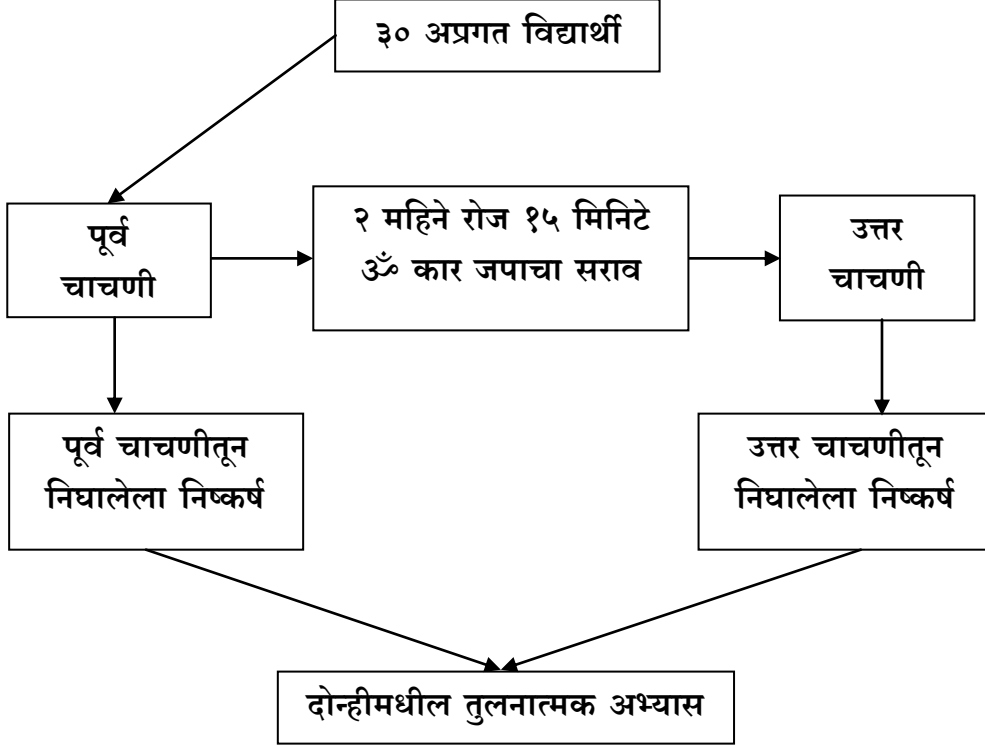 ३० अप्रगत विद्यार्थी
पूर्व
चाचणी
२ महिने रोज १५ मिनिटे
ॐ कार जपाचा सराव
उत्तर
चाचणी
पूर्व चाचणीतून
निघालेला निष्कर्ष
उत्तर चाचणीतून
निघालेला निष्कर्ष
दोन्हीमधील तुलनात्मक अभ्यास